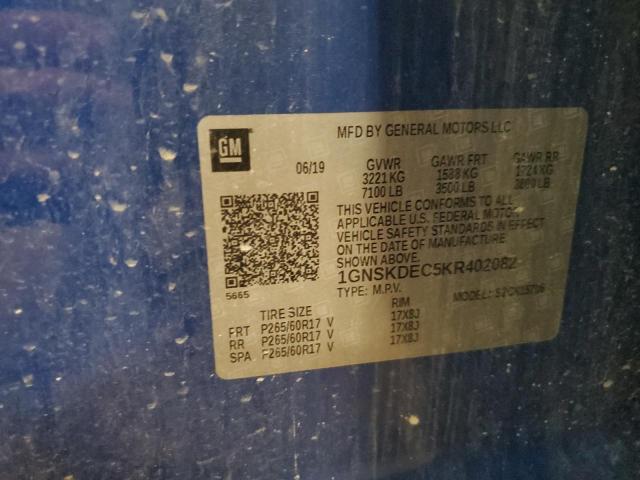 GM
MFD BY GENERAL MOTORS LLC
06/19 GVWR GAWR FRT GAWR RR
3221 KG 1588 KG 1724 KG
7100 LB 3500 LB 3800 LB
THIS VEHICLE CONFORMS TO ALL
APPLICABLE U.S. FEDERAL MOTOR
VEHICLE SAFETY STANDARDS IN EFFECT
ON THE DATE OF MANUFACTURE
SHOWN ABOVE.
1GNSKDEC5KR402082
5665
TYPE: M.P.V. MODEL:
TIRE SIZE RIM
FRT P265/60R17 V 17X8J
RR P265/60R17 V 17X8J
SPA P265/60R17 V 17X8J